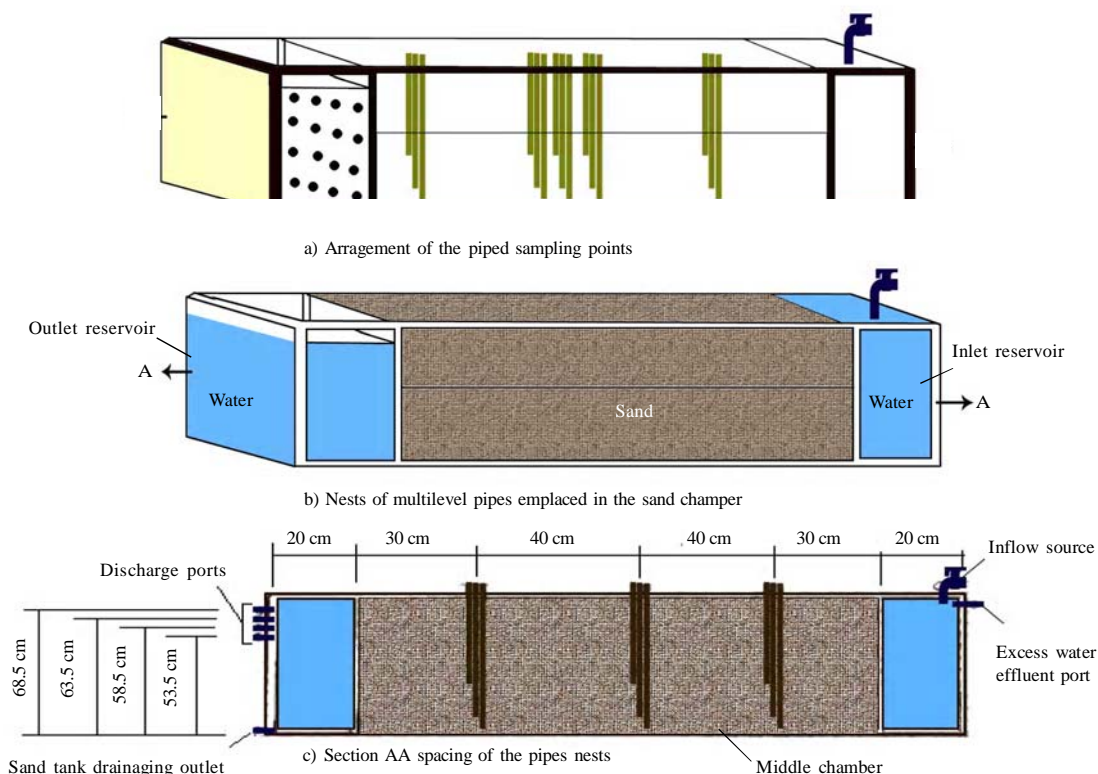 a) Arragement of the piped sampling points
Outlet reservoir
A
Water
Sand
Water
Inlet reservoir
A
b) Nests of multilevel pipes emplaced in the sand champer
20 cm
30 cm
40 cm
40 cm
30 cm
20 cm
Inflow source
Discharge ports
68.5 cm
63.5 cm
58.5 cm
53.5 cm
Excess water
effluent port
Sand tank drainaging outlet
c) Section AA spacing of the pipes nests
Middle chamber